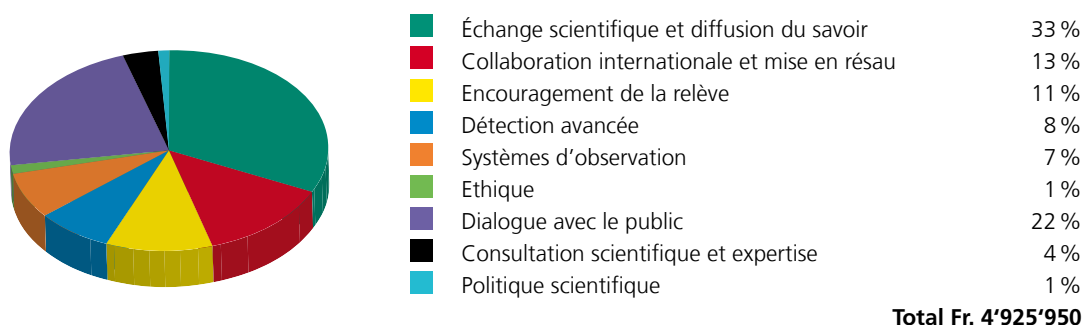 Échange scientifique et diffusion du savoir 33 %
Collaboration internationale et mise en résau 13 %
Encouragement de la relève 11 %
Détection avancée 8 %
Systèmes d’observation 7 %
Ethique 1 %
Dialogue avec le public 22 %
Consultation scientifique et expertise 4 %
Politique scientifique 1 %
Total Fr. 4‘925‘950